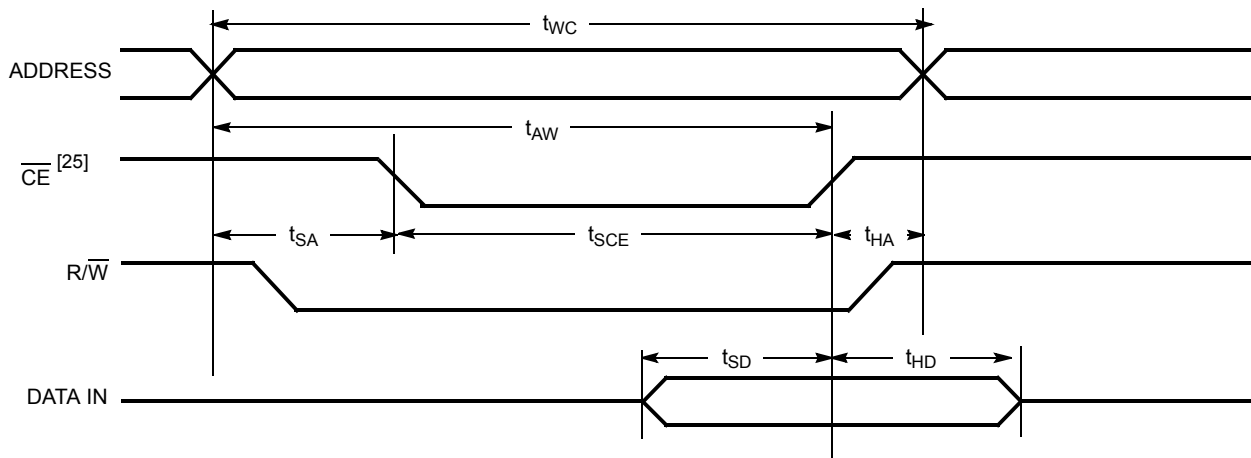 tWC
ADDRESS
tAW
CE [25]
tSA
tSCE
tHA
R/W
tSD
tHD
DATA IN